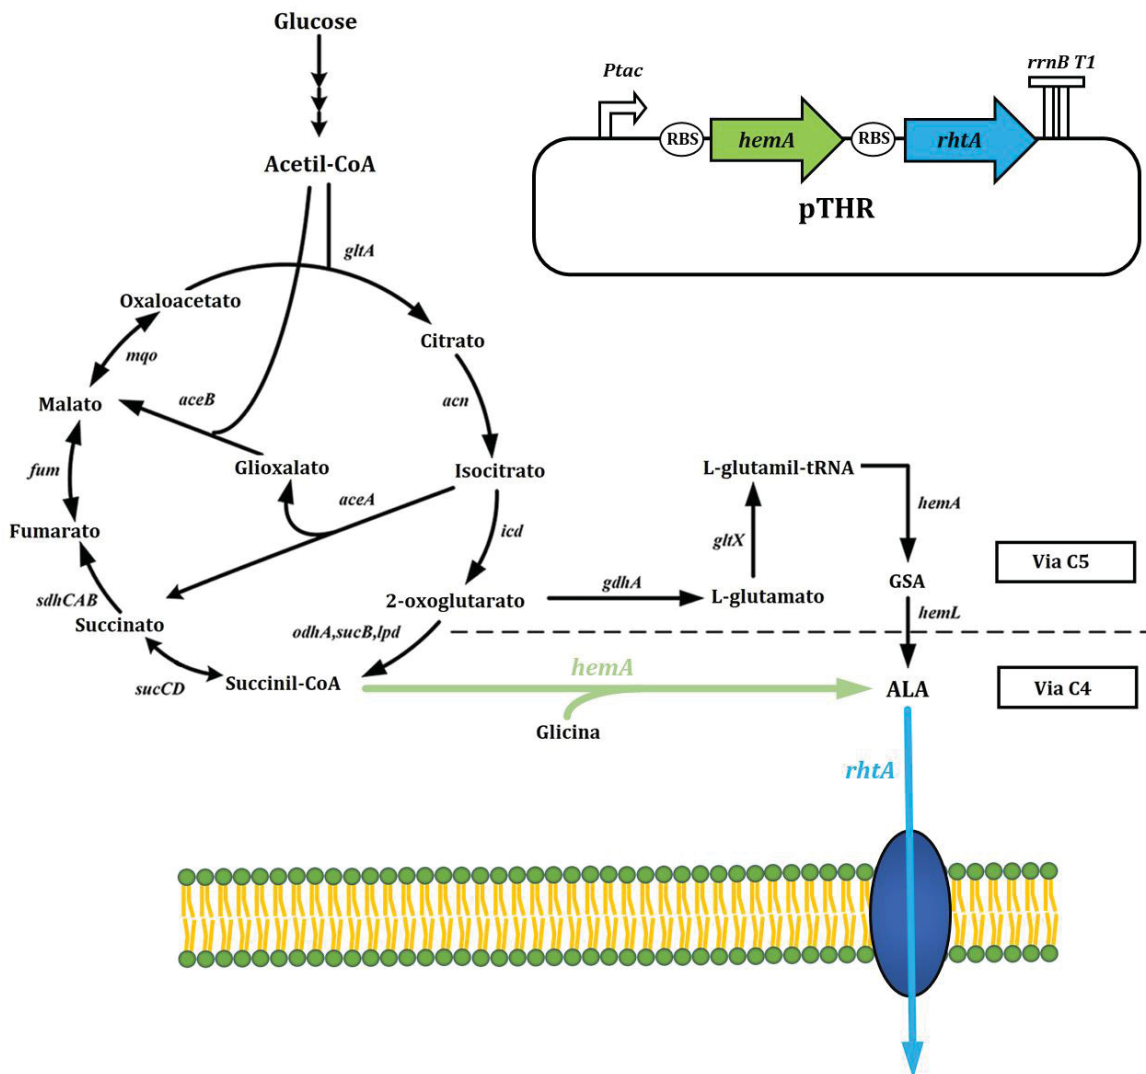 Glucose
Ptac
rrnB T1
RBS
hemA
RBS
rhtA
pTHR
Acetil-CoA
gltA
Oxaloacetato
Citrato
mqo
acn
Malato
aceB
Glioxalato
Isocitrato
L-glutamil-tRNA
fum
aceA
hemA
Fumarato
icd
gltX
Via C5
GSA
sdhCAB
2-oxoglutarato
gdhA
L-glutamato
hemL
Succinato
odhA,sucB,lpd
sucCD
Succinil-CoA
hemA
ALA
Via C4
Glicina
rhtA